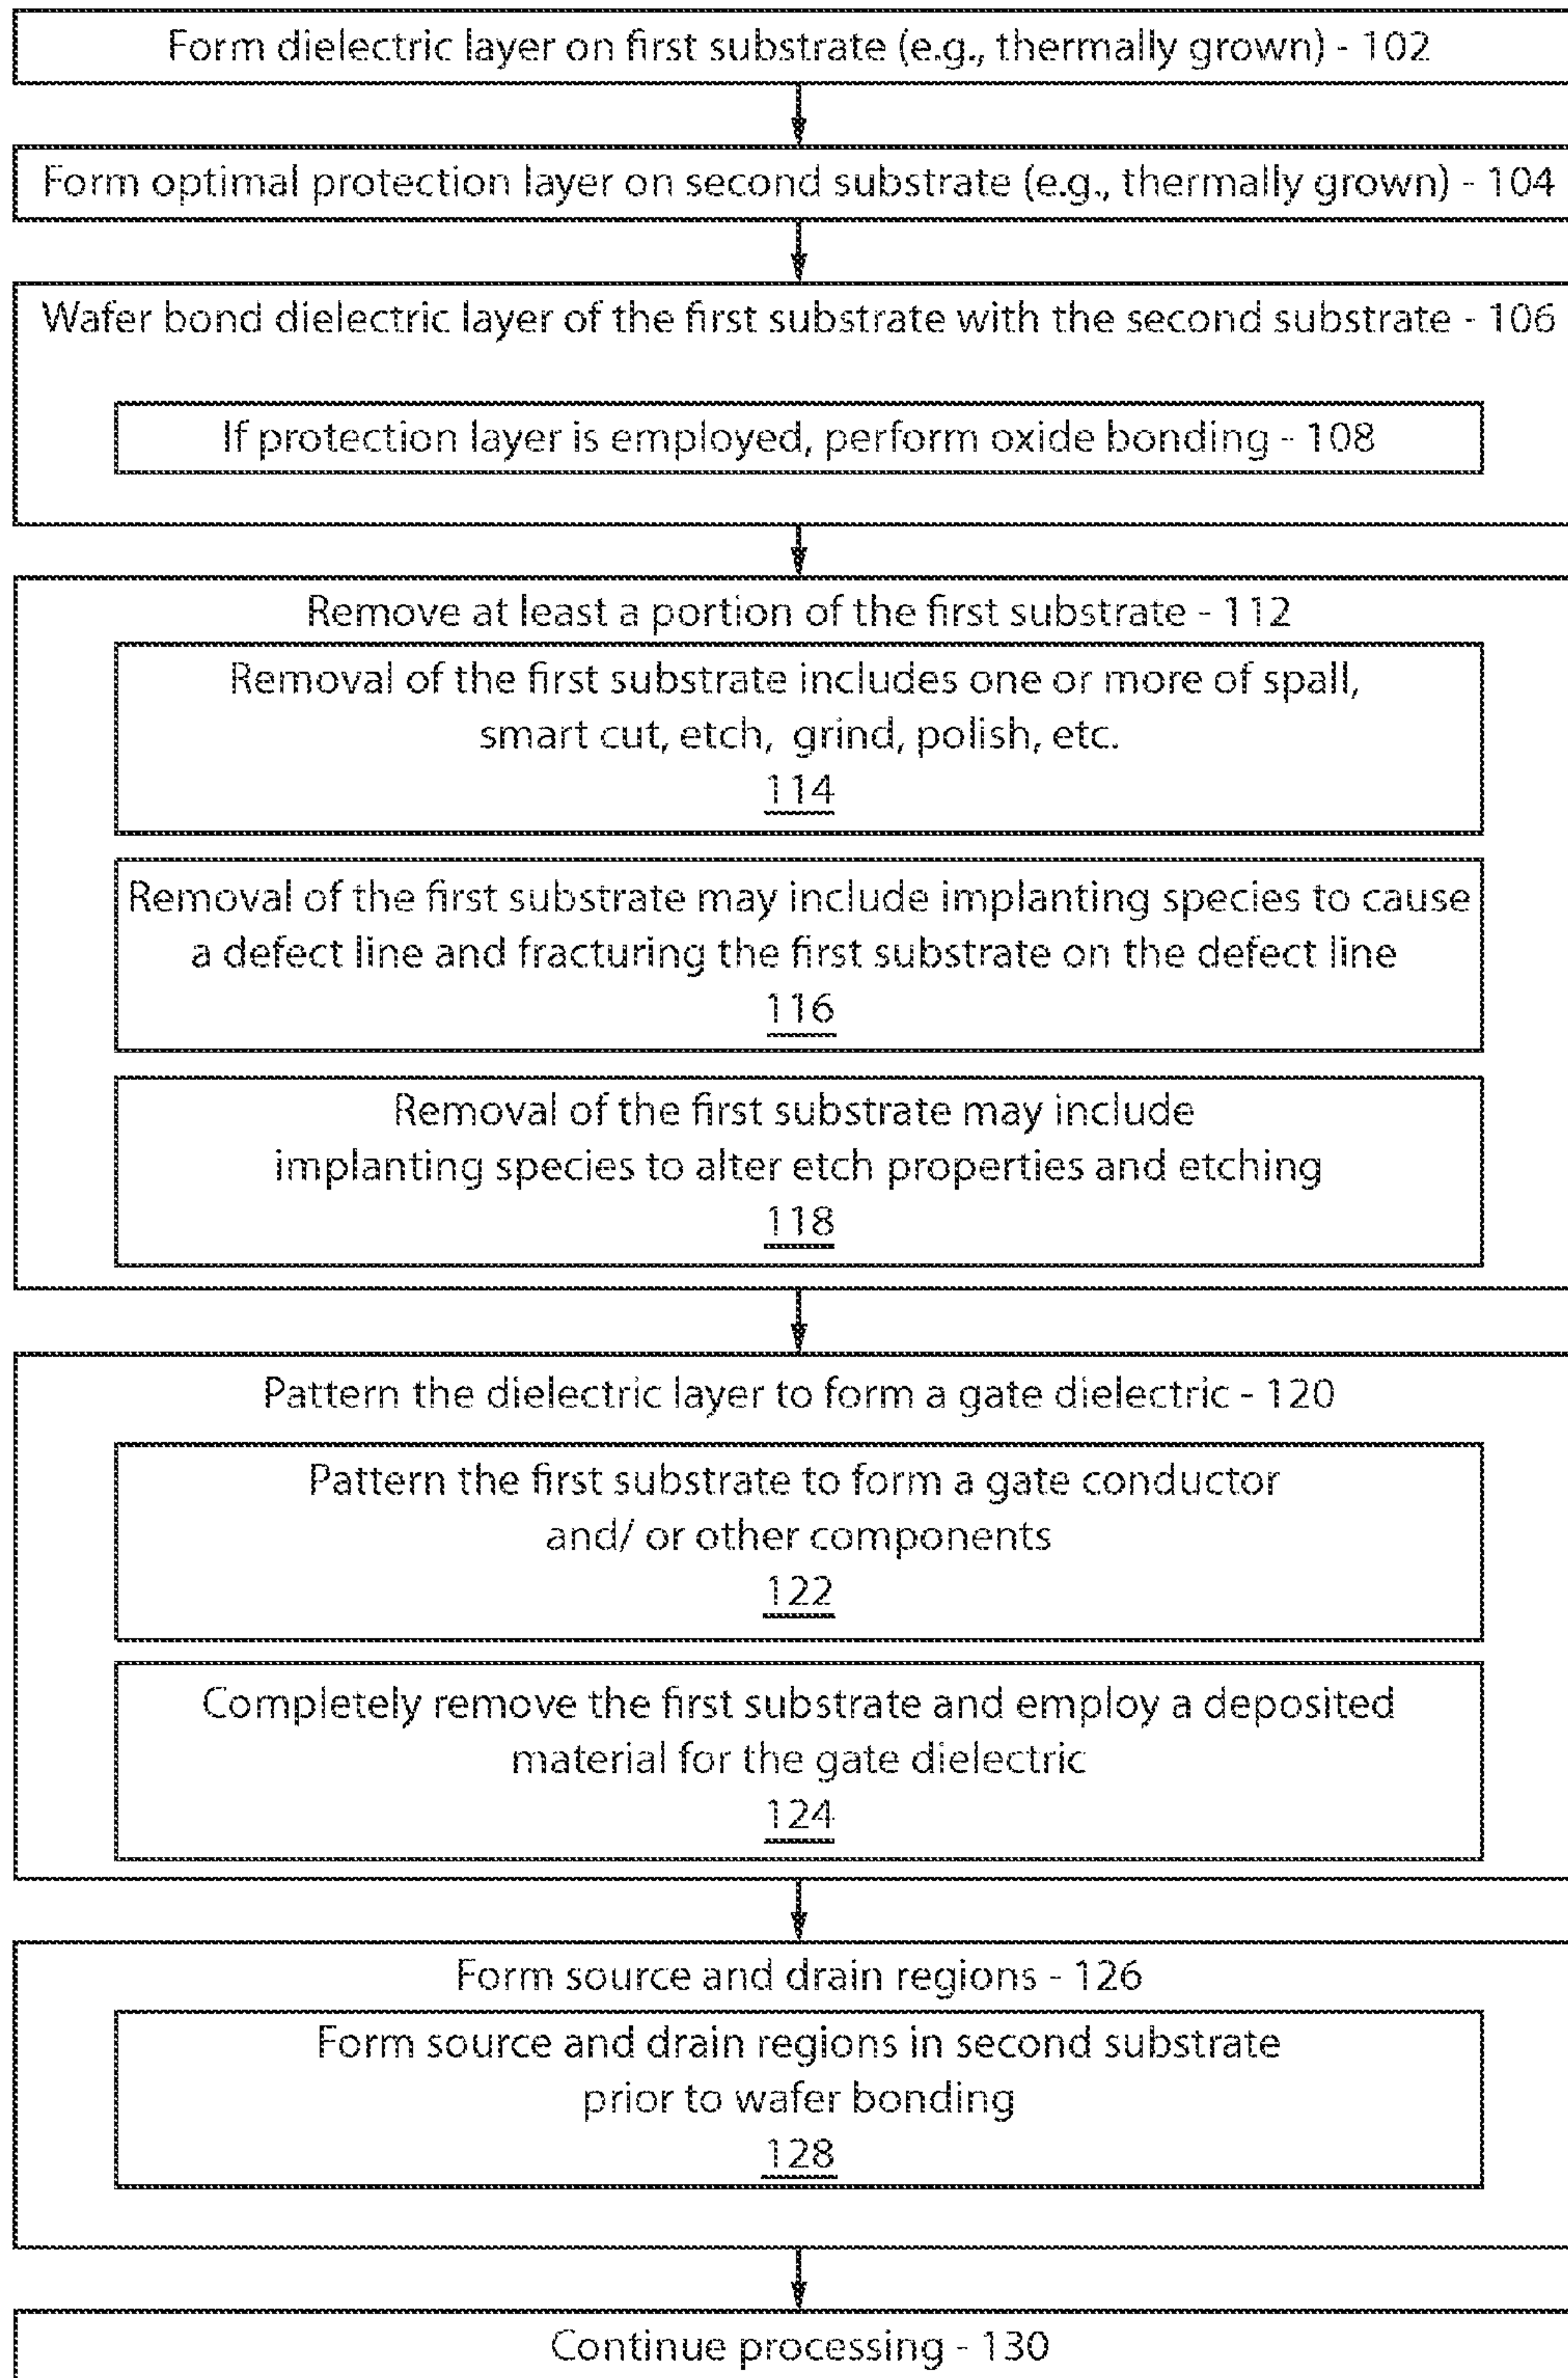 Form dielectric layer on first substrate (e.g., thermally grown) - 102
Form optimal protection layer on second substrate (e.g., thermally grown) - 104
Wafer bond dielectric layer of the first substrate with the second substrate - 106
If protection layer is employed, perform oxide bonding - 108
Remove at least a portion of the first substrate - 112
Removal of the first substrate includes one or more of spall,
smart cut, etch, grind, polish, etc.
114
Removal of the first substrate may include implanting species to cause
a defect line and fracturing the first substrate on the defect line
116
Removal of the first substrate may include
implanting species to alter etch properties and etching
118
Pattern the dielectric layer to form a gate dielectric - 120
Pattern the first substrate to form a gate conductor
and/ or other components
122
Completely remove the first substrate and employ a deposited
material for the gate dielectric
124
Form source and drain regions - 126
Form source and drain regions in second substrate
prior to wafer bonding
128
Continue processing - 130